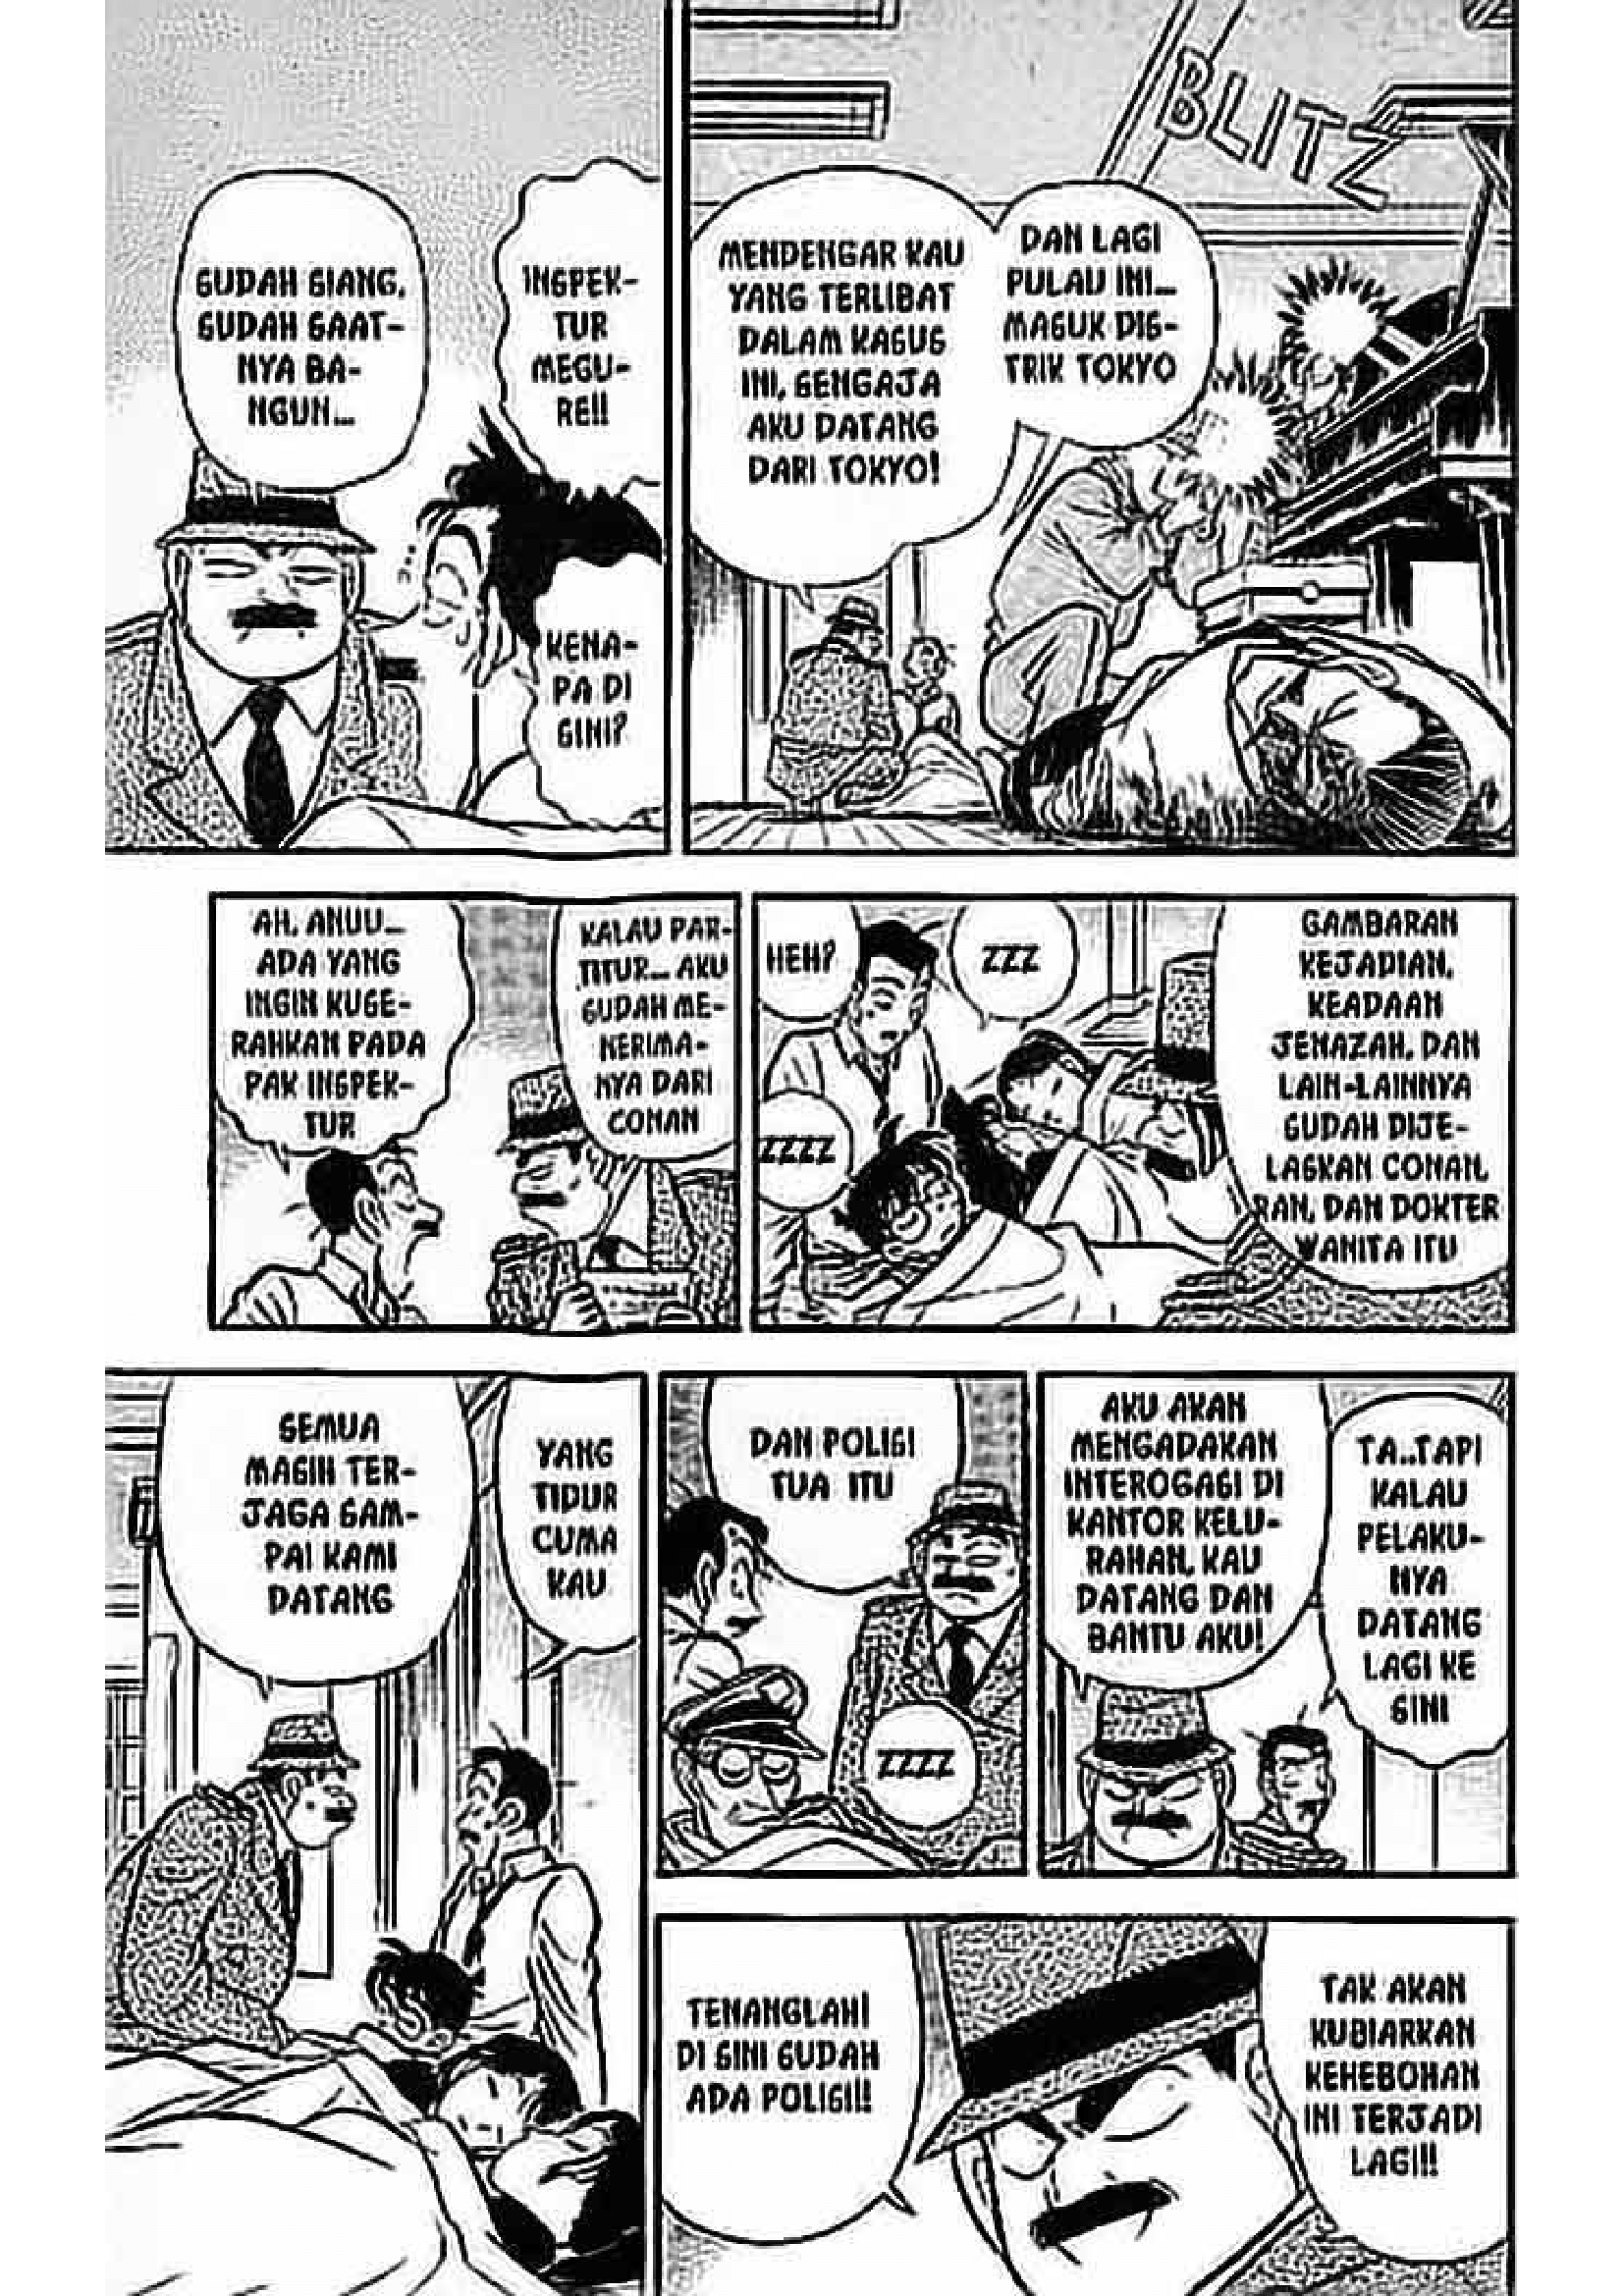 SUDAH SIANG,
SUDAH SAAT-
NYA BA-
NGUN...
INSPEK-
TUR
MEGU-
RE!!
KENA-
PA DI
SINI?
MENDENGAR KAU
YANG TERLIBAT
DALAM KASUS
INI, SENGAJA
AKU DATANG
DARI TOKYO!
DAN LAGI
PULAU INI...
MASUK DIS-
TRIK TOKYO
BLITZ
AH, ANUU...
ADA YANG
INGIN KUSE-
RAHKAN PADA
PAK INSPEK-
TUR
KALAU PAR-
TITUR... AKU
SUDAH ME-
NERIMA-
NYA DARI
CONAN
HEH?
ZZZ
ZZZZ
GAMBARAN
KEJADIAN,
KEADAAN
JENAZAH, DAN
LAIN-LAINNYA
SUDAH DIJE-
LASKAN CONAN,
RAN, DAN DOKTER
WANITA ITU
SEMUA
MASIH TER-
JAGA SAM-
PAI KAMI
DATANG
YANG
TIDUR
CUMA
KAU
DAN POLISI
TUA ITU
ZZZZ
AKU AKAN
MENGADAKAN
INTEROGASI DI
KANTOR KELU-
RAHAN, KAU
DATANG DAN
BANTU AKU!
TA..TAPI
KALAU
PELAKU-
NYA
DATANG
LAGI KE
SINI
TENANGLAH!
DI SINI SUDAH
ADA POLISI!!
TAK AKAN
KUBIARKAN
KEHEBOHAN
INI TERJADI
LAGI!!